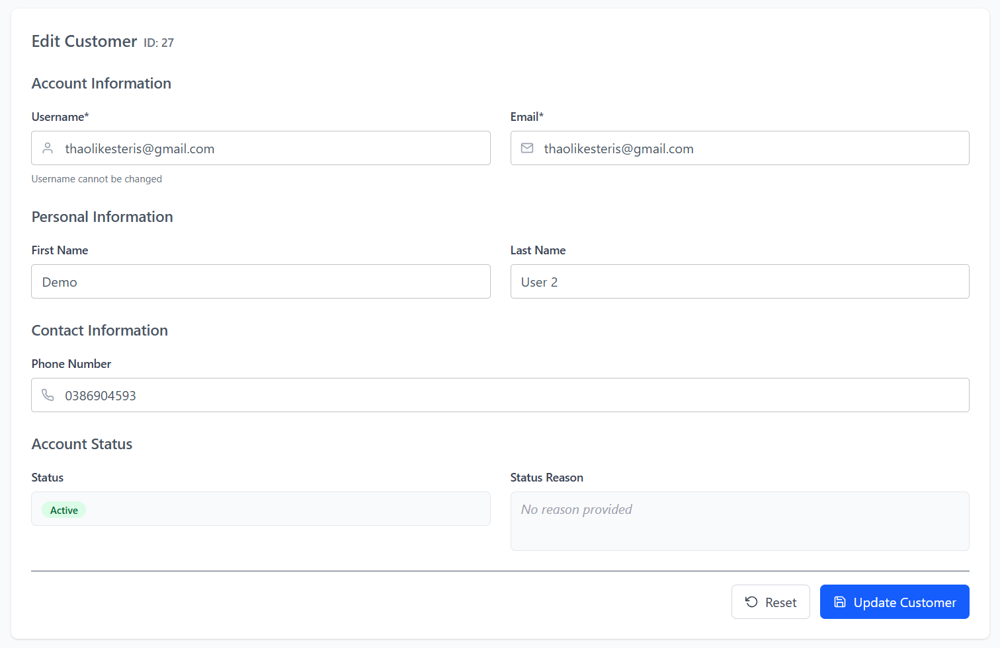 Edit Customer ID: 27
Account Information
Username* Email*
thaolikesteris@gmail.com thaolikesteris@gmail.com
Username cannot be changed
Personal Information
First Name Last Name
Demo User 2
Contact Information
Phone Number
0386904593
Account Status
Status Status Reason
Active No reason provided
Reset Update Customer